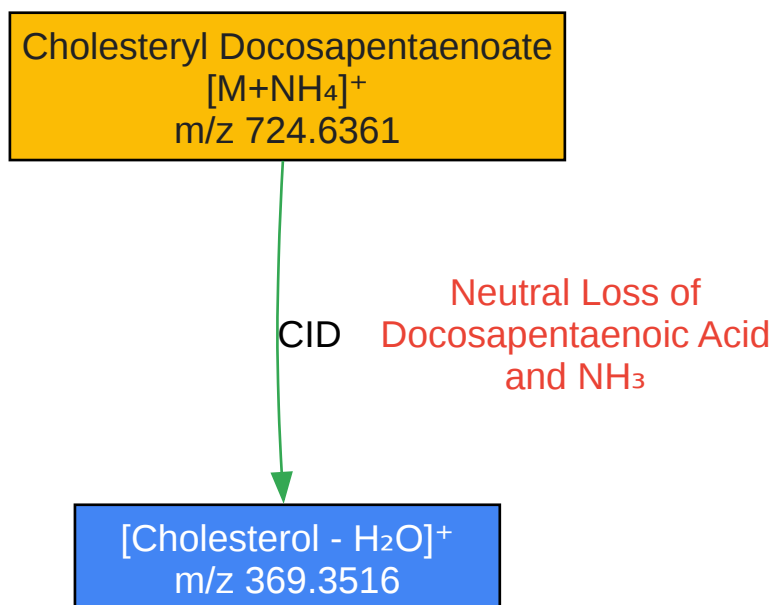 Cholesteryl Docosapentaenoate
[M+NH₄]⁺
m/z 724.6361
CID
Neutral Loss of
Docosapentaenoic Acid
and NH₃
[Cholesterol - H₂O]⁺
m/z 369.3516